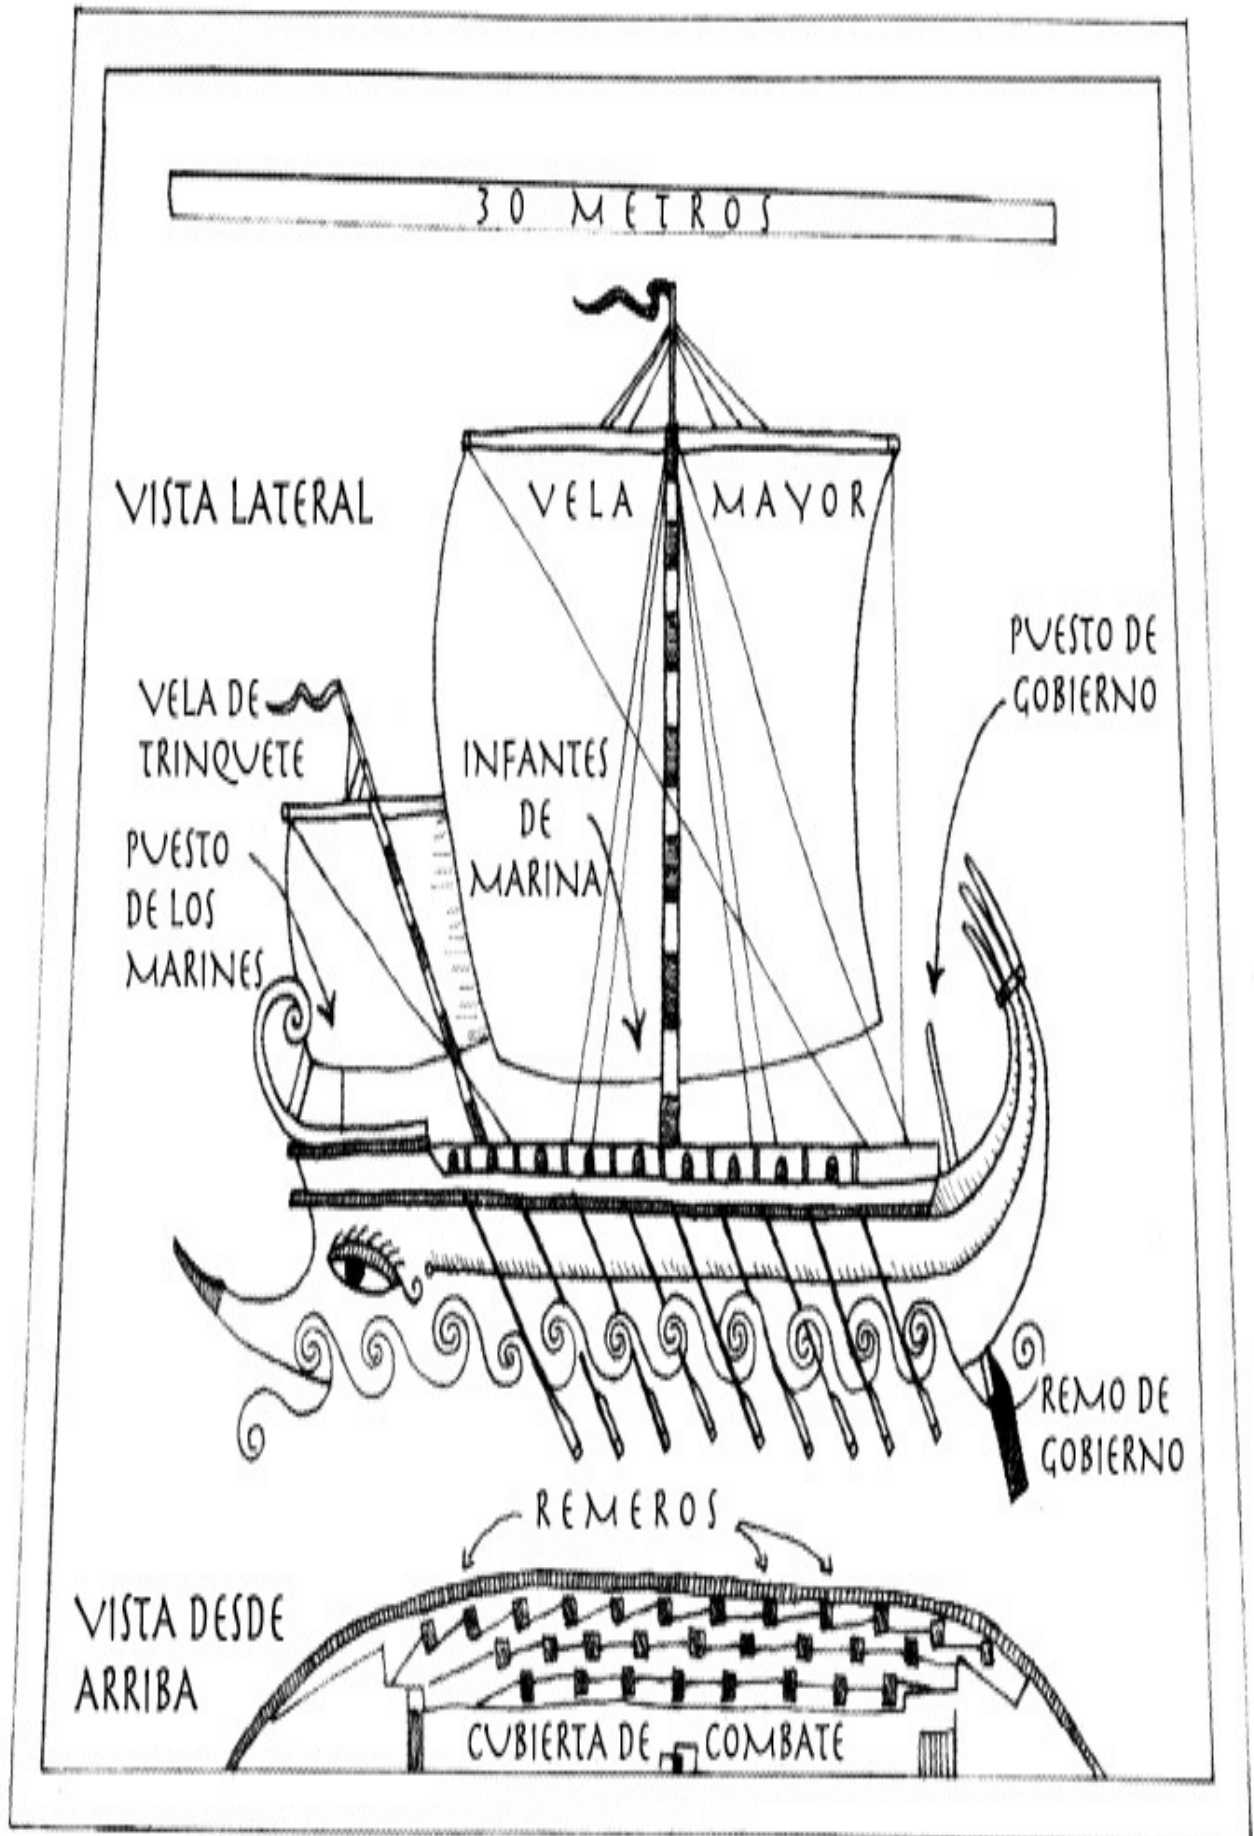 30 METROS
VISTA LATERAL
VELA MAYOR
PUESTO DE
GOBIERNO
VELA DE
TRINQUETE
INFANTES
DE
MARINA
PUESTO
DE LOS
MARINES
REMO DE
GOBIERNO
REMEROS
VISTA DESDE
ARRIBA
CUBIERTA DE COMBATE